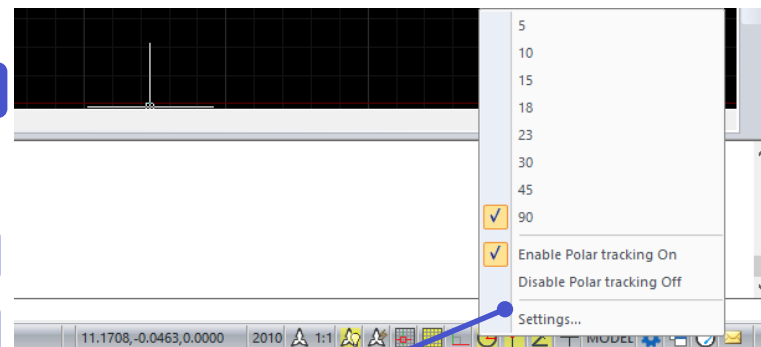 5
10
15
18
23
30
45
90
Enable Polar tracking On
Disable Polar tracking Off
Settings...
11.1708,-0.0463,0.0000 2010 1:1 MODEL